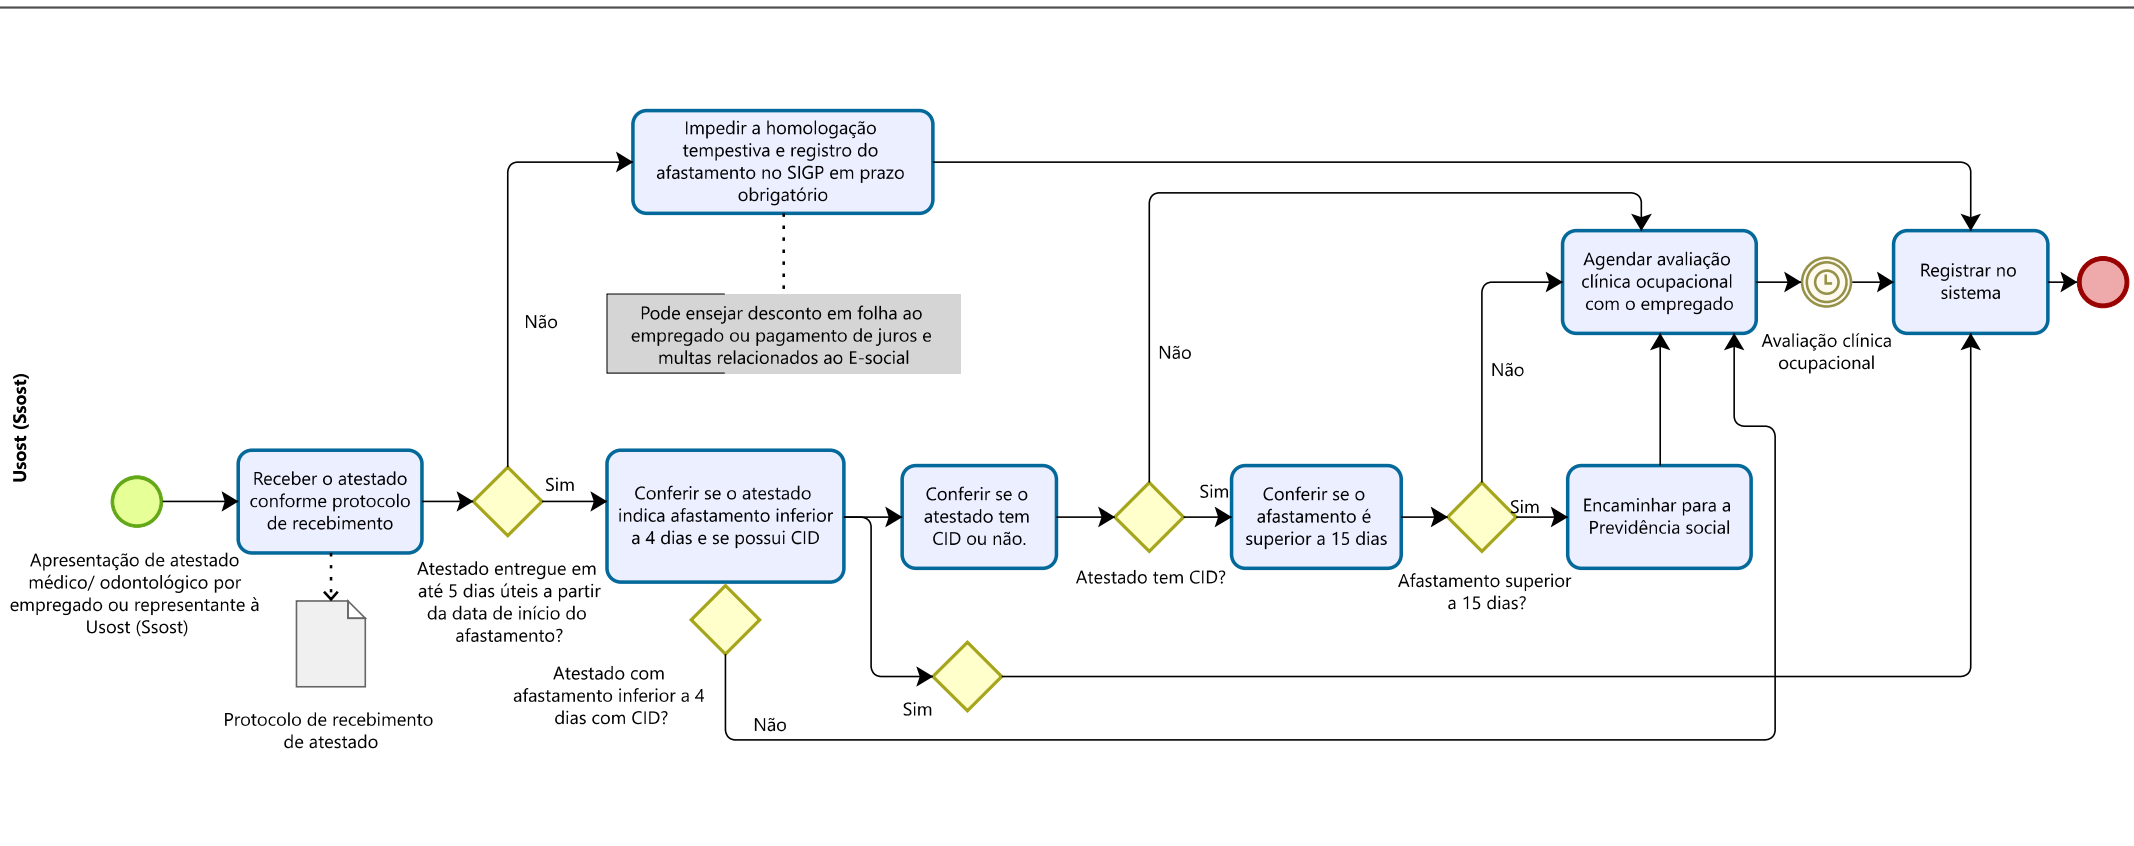 Usost (Ssost)
Apresentação de atestado
médico/ odontológico por
empregado ou representante à
Usost (Ssost)
Receber o atestado
conforme protocolo
de recebimento
Protocolo de recebimento
de atestado
Atestado entregue em
até 5 dias úteis a partir
da data de início do
afastamento?
Não
Sim
Impedir a homologação
tempestiva e registro do
afastamento no SIGP em prazo
obrigatório
Pode ensejar desconto em folha ao
empregado ou pagamento de juros e
multas relacionados ao E-social
Conferir se o atestado
indica afastamento inferior
a 4 dias e se possui CID
Atestado com
afastamento inferior a 4
dias com CID?
Não
Sim
Conferir se o
atestado tem
CID ou não.
Atestado tem CID?
Não
Sim
Conferir se o
afastamento é
superior a 15 dias
Afastamento superior
a 15 dias?
Não
Sim
Encaminhar para a
Previdência social
Agendar avaliação
clínica ocupacional
com o empregado
Avaliação clínica
ocupacional
Registrar no
sistema